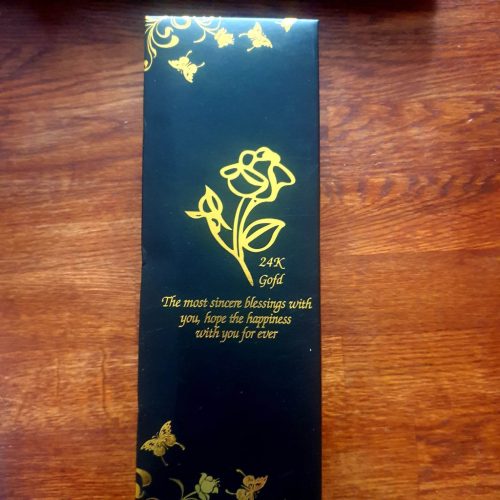 24K
Gofd
The most sincere blessings with
you, hope the happiness
with you for ever